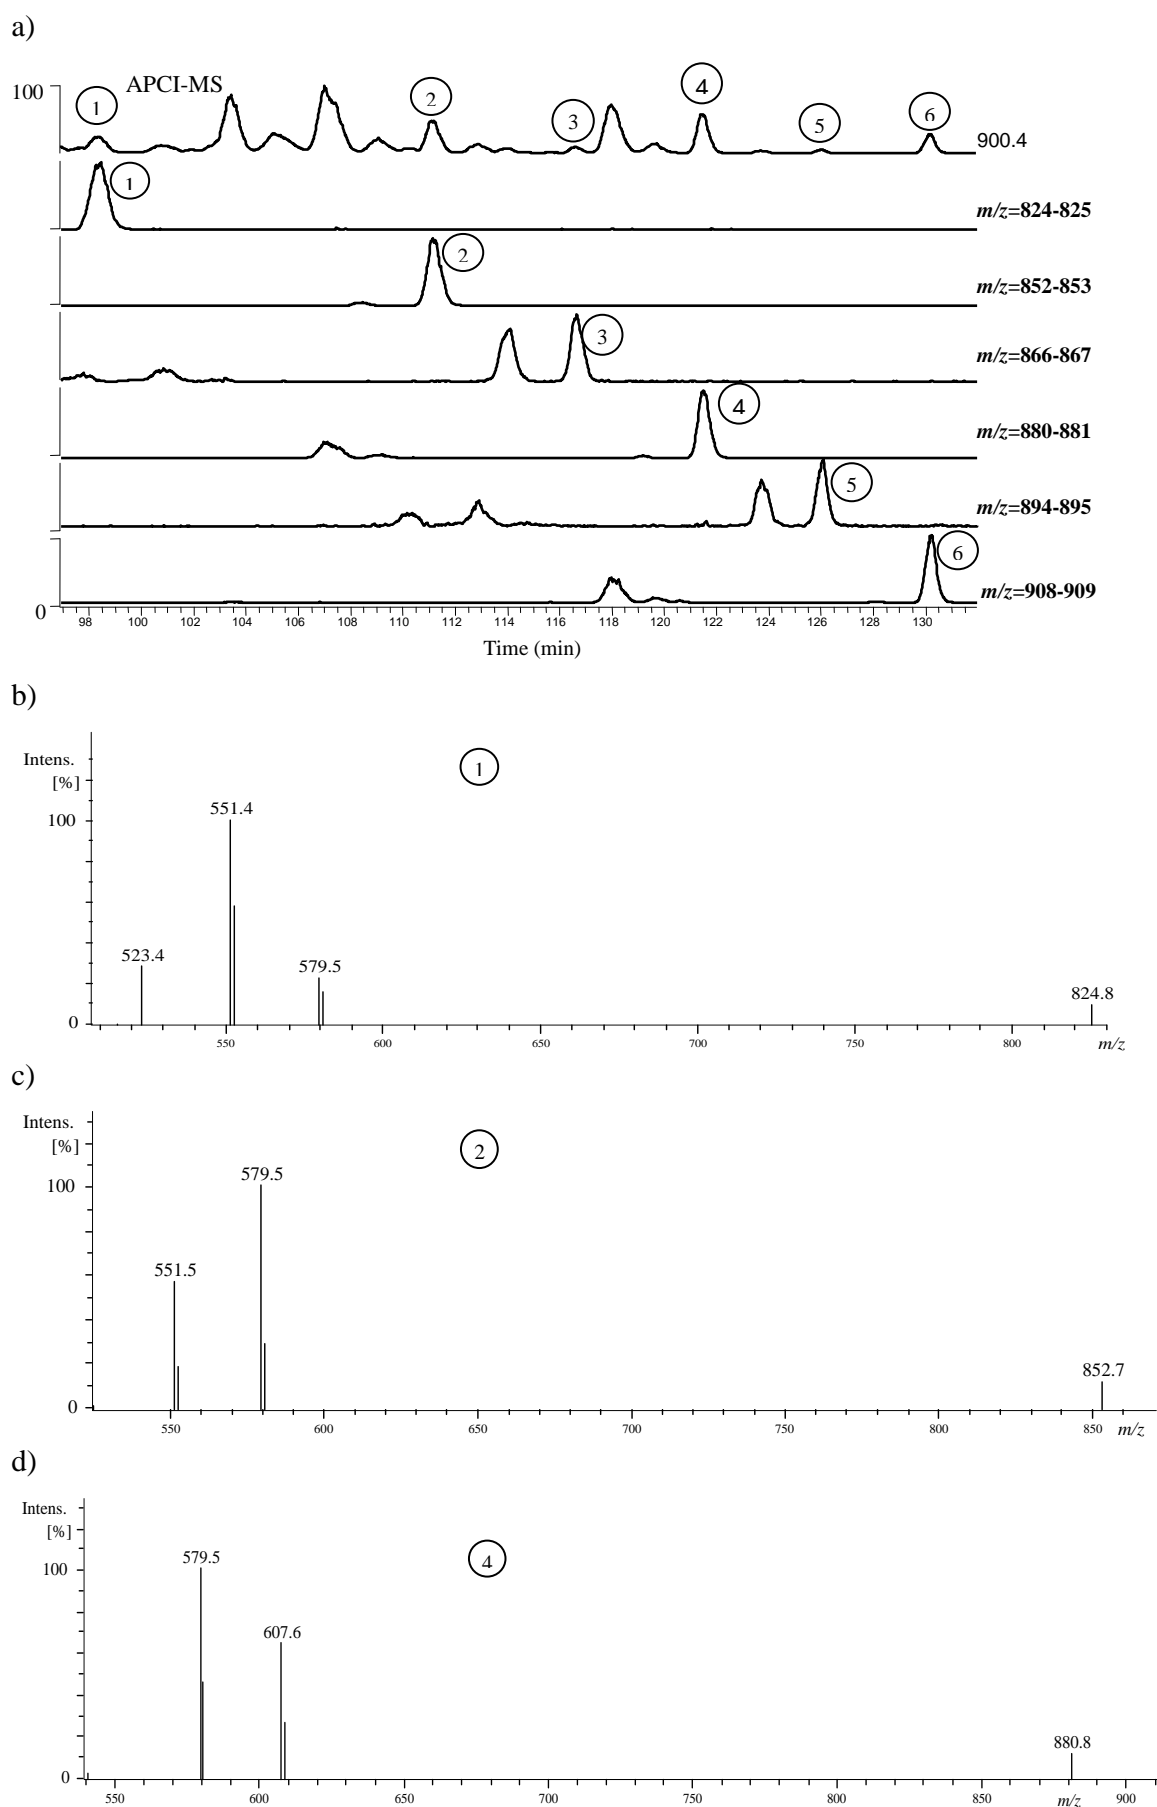 a)
APCI-MS
100
1
2
3
4
5
6
900.4
1
m/z=824-825
2
m/z=852-853
3
m/z=866-867
4
m/z=880-881
5
m/z=894-895
6
m/z=908-909
0
98 100 102 104 106 108 110 112 114 116 118 120 122 124 126 128 130
Time (min)
b)
Intens.
[%]
1
100
551.4
523.4
579.5
824.8
0
550 600 650 700 750 800 m/z
c)
Intens.
[%]
2
100
579.5
551.5
852.7
0
550 600 650 700 750 800 850 m/z
d)
Intens.
[%]
4
100
579.5
607.6
880.8
0
550 600 650 700 750 800 850 m/z 900